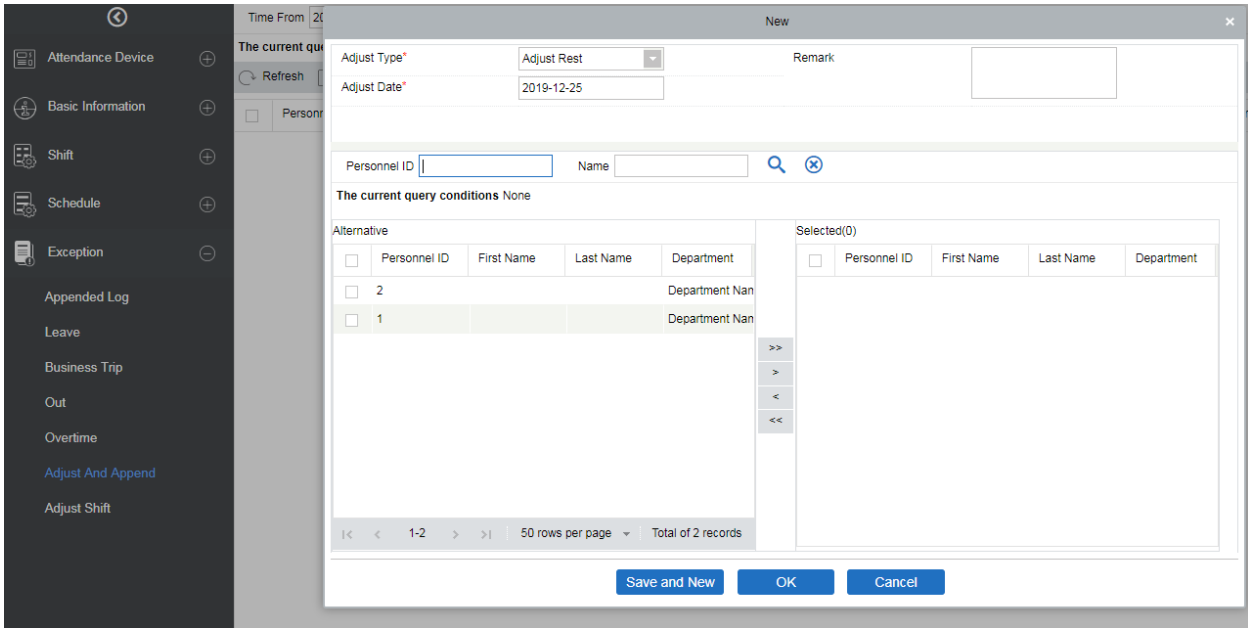 Attendance Device
Basic Information
Shift
Schedule
Exception
Appended Log
Leave
Business Trip
Out
Overtime
Adjust And Append
Adjust Shift
Time From 20
The current que
Refresh
Personn
New
Adjust Type* Adjust Rest Remark
Adjust Date* 2019-12-25
Personnel ID Name
The current query conditions None
Alternative
Personnel ID First Name Last Name Department
2 Department Nan
1 Department Nan
>>
>
<
<<
Selected(0)
Personnel ID First Name Last Name Department
|< < 1-2 > >| 50 rows per page Total of 2 records
Save and New OK Cancel